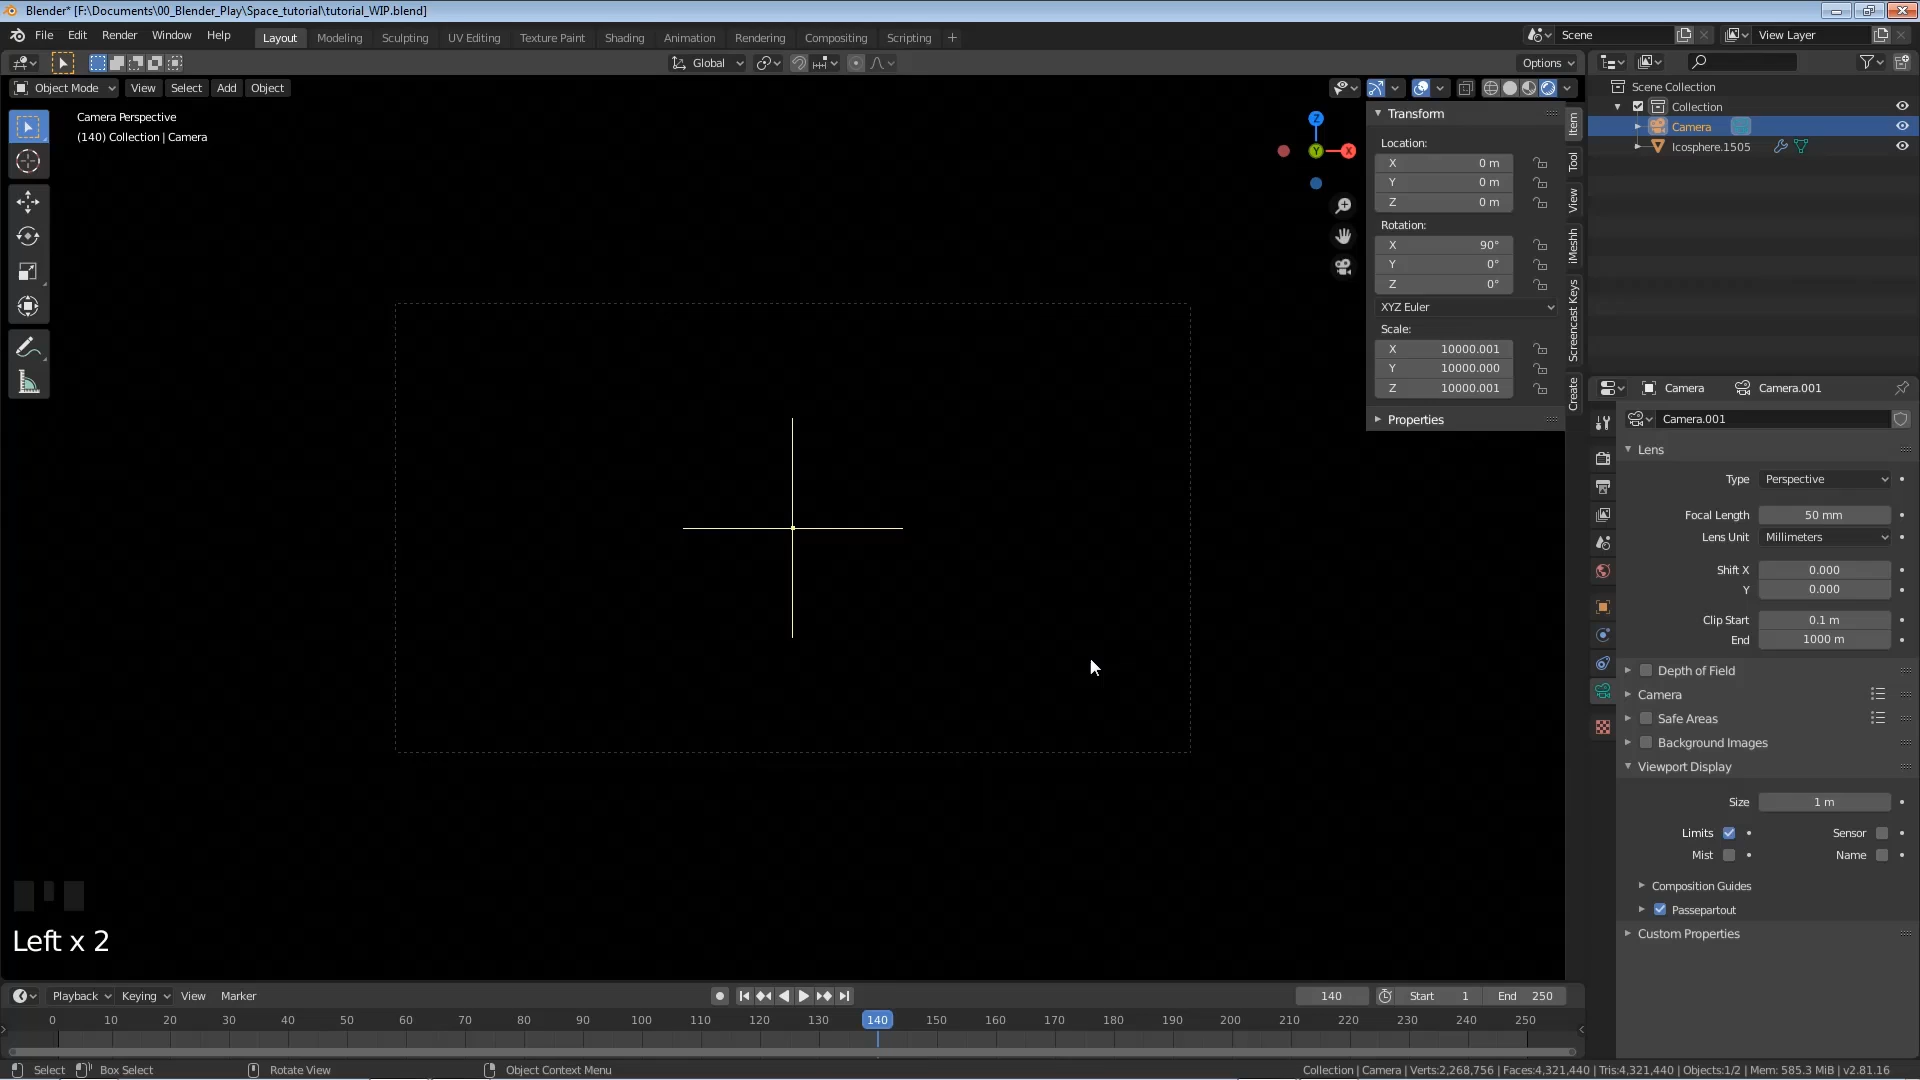 Blender* [F:\Documents\00_Blender_Play\Space_tutorial\tutorial_WIP.blend]
File Edit Render Window Help Layout Modeling Sculpting UV Editing Texture Paint Shading Animation Rendering Compositing Scripting + Scene View Layer
Global Options
Object Mode View Select Add Object
Camera Perspective
(140) Collection | Camera
Z
Y
X
Transform
Location:
X 0 m
Y 0 m
Z 0 m
Rotation:
X 90°
Y 0°
Z 0°
XYZ Euler
Scale:
X 10000.001
Y 10000.000
Z 10000.001
Properties
Item
Tool
View
iMeshh
Screencast Keys
Create
Scene Collection
Collection
Camera
Icosphere.1505
Camera Camera.001
Camera.001
Lens
Type Perspective
Focal Length 50 mm
Lens Unit Millimeters
Shift X 0.000
Y 0.000
Clip Start 0.1 m
End 1000 m
Depth of Field
Camera
Safe Areas
Background Images
Viewport Display
Size 1 m
Limits Sensor
Mist Name
Composition Guides
Passepartout
Custom Properties
Left x 2
Playback Keying View Marker 140 Start 1 End 250
0 10 20 30 40 50 60 70 80 90 100 110 120 130 140 150 160 170 180 190 200 210 220 230 240 250
Select Box Select Rotate View Object Context Menu Collection | Camera | Verts:2,268,756 | Faces:4,321,440 | Tris:4,321,440 | Objects:1/2 | Mem: 585.3 MiB | v2.81.16